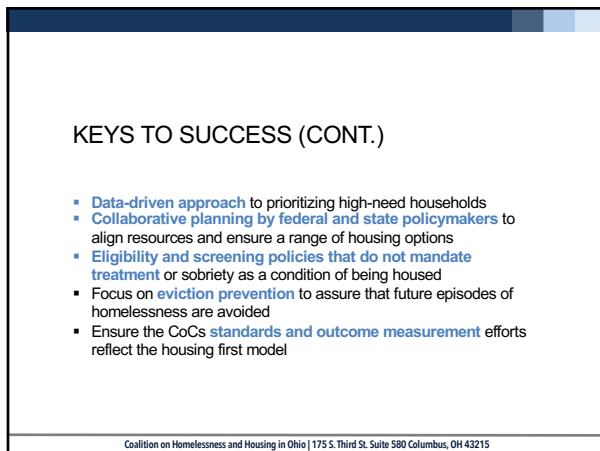 KEYS TO SUCCESS (CONT.)
▪ Data-driven approach to prioritizing high-need households
▪ Collaborative planning by federal and state policymakers to
align resources and ensure a range of housing options
▪ Eligibility and screening policies that do not mandate
treatment or sobriety as a condition of being housed
▪ Focus on eviction prevention to assure that future episodes of
homelessness are avoided
▪ Ensure the CoCs standards and outcome measurement efforts
reflect the housing first model
Coalition on Homelessness and Housing in Ohio | 175 S. Third St. Suite 580 Columbus, OH 43215